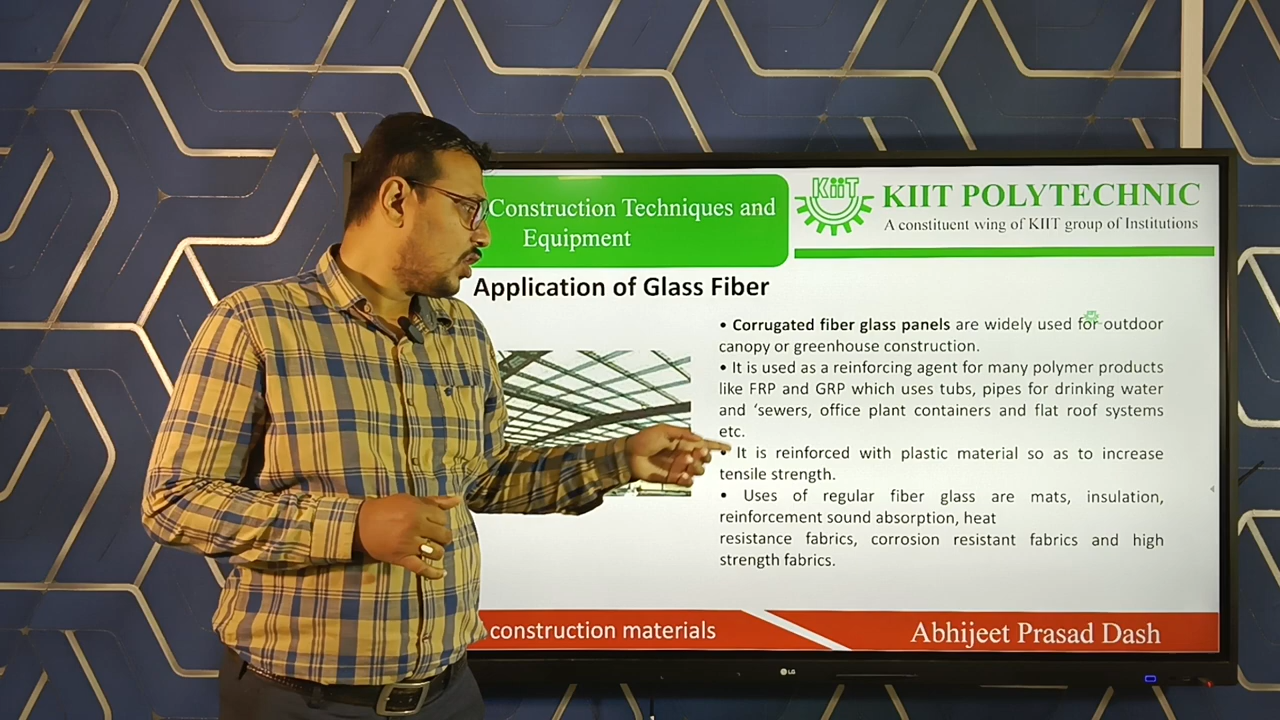 Construction Techniques and
Equipment
KiiT
KIIT POLYTECHNIC
A constituent wing of KIIT group of Institutions
Application of Glass Fiber
• Corrugated fiber glass panels are widely used for outdoor
canopy or greenhouse construction.
• It is used as a reinforcing agent for many polymer products
like FRP and GRP which uses tubs, pipes for drinking water
and ‘sewers, office plant containers and flat roof systems
etc.
• It is reinforced with plastic material so as to increase
tensile strength.
• Uses of regular fiber glass are mats, insulation,
reinforcement sound absorption, heat
resistance fabrics, corrosion resistant fabrics and high
strength fabrics.
construction materials
Abhijeet Prasad Dash
LG